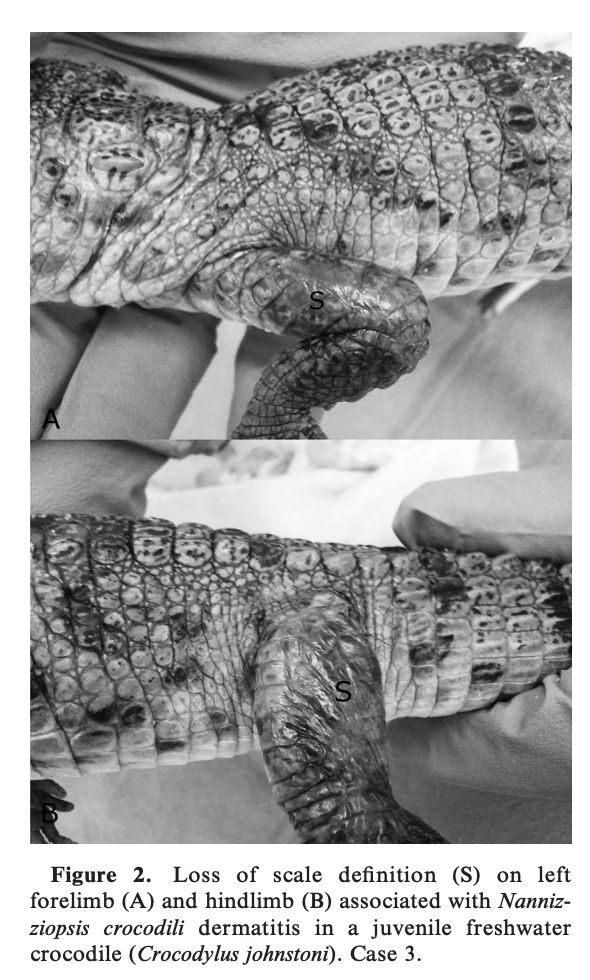 S
A
S
B
Figure 2. Loss of scale definition (S) on left
forelimb (A) and hindlimb (B) associated with Nanniz-
ziopsis crocodili dermatitis in a juvenile freshwater
crocodile (Crocodylus johnstoni). Case 3.